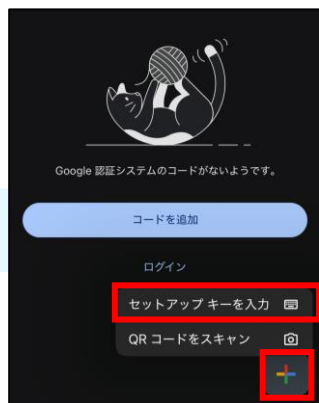 Google 認証システムのコードがないようです。
コードを追加
ログイン
セットアップ キーを入力
QR コードをスキャン